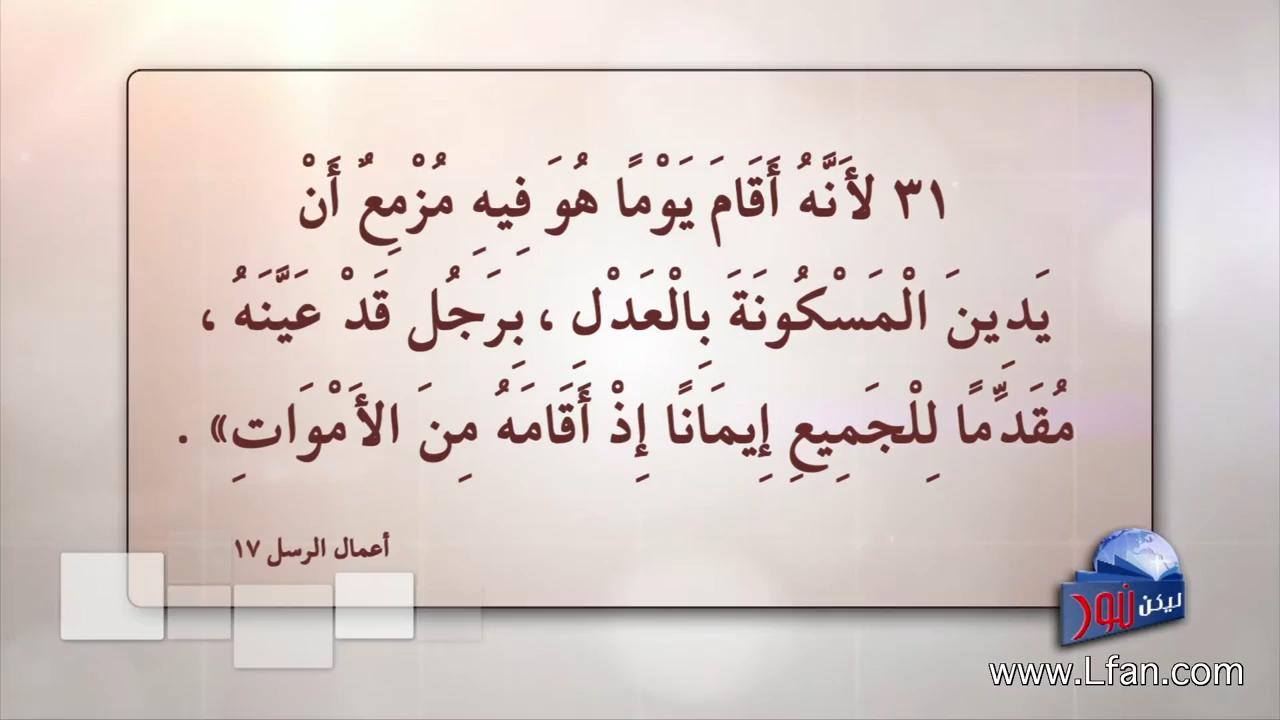 ٣١ لأَنَّهُ أَقَامَ يَوْمًا هُوَ فِيهِ مُزْمِعٌ أَنْ
يَدِينَ الْمَسْكُونَةَ بِالْعَدْلِ ، بِرَجُل قَدْ عَيَّنَهُ ،
مُقَدِّمًا لِلْجَمِيعِ إِيمَانًا إِذْ أَقَامَهُ مِنَ الأَمْوَاتِ» .
أعمال الرسل ١٧
ليكن نور
www.Lfan.com